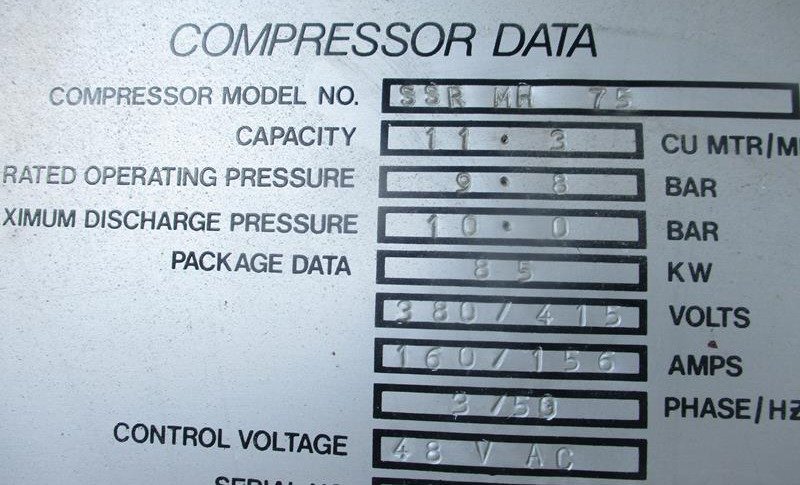 COMPRESSOR DATA
COMPRESSOR MODEL NO. SSR MH 75
CAPACITY 11.3 CU MTR/M
RATED OPERATING PRESSURE 9.8 BAR
XIMUM DISCHARGE PRESSURE 10.0 BAR
PACKAGE DATA 85 KW
380/415 VOLTS
160/156 AMPS
3/50 PHASE/HZ
CONTROL VOLTAGE 48 V AC